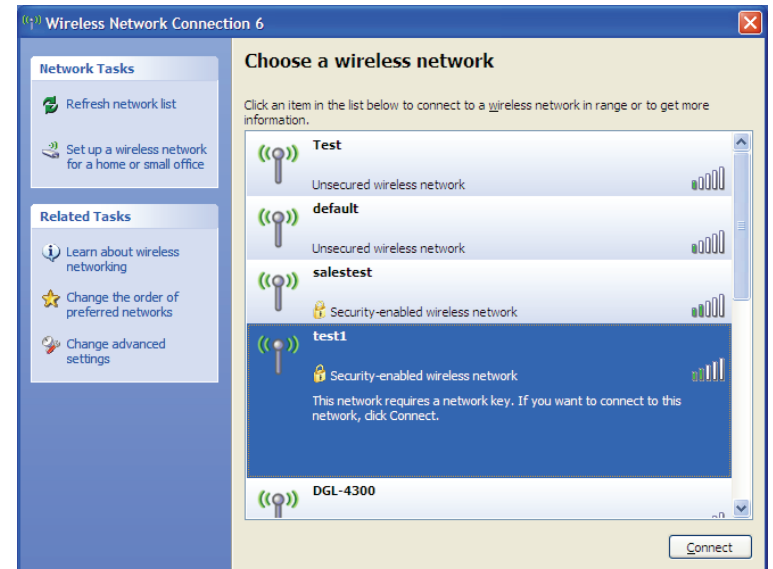 Wireless Network Connection 6
Network Tasks
Refresh network list
Set up a wireless network
for a home or small office
Related Tasks
Learn about wireless
networking
Change the order of
preferred networks
Change advanced
settings
Choose a wireless network
Click an item in the list below to connect to a wireless network in range or to get more
information.
Test
Unsecured wireless network
default
Unsecured wireless network
salestest
Security-enabled wireless network
test1
Security-enabled wireless network
This network requires a network key. If you want to connect to this
network, click Connect.
DGL-4300
Connect